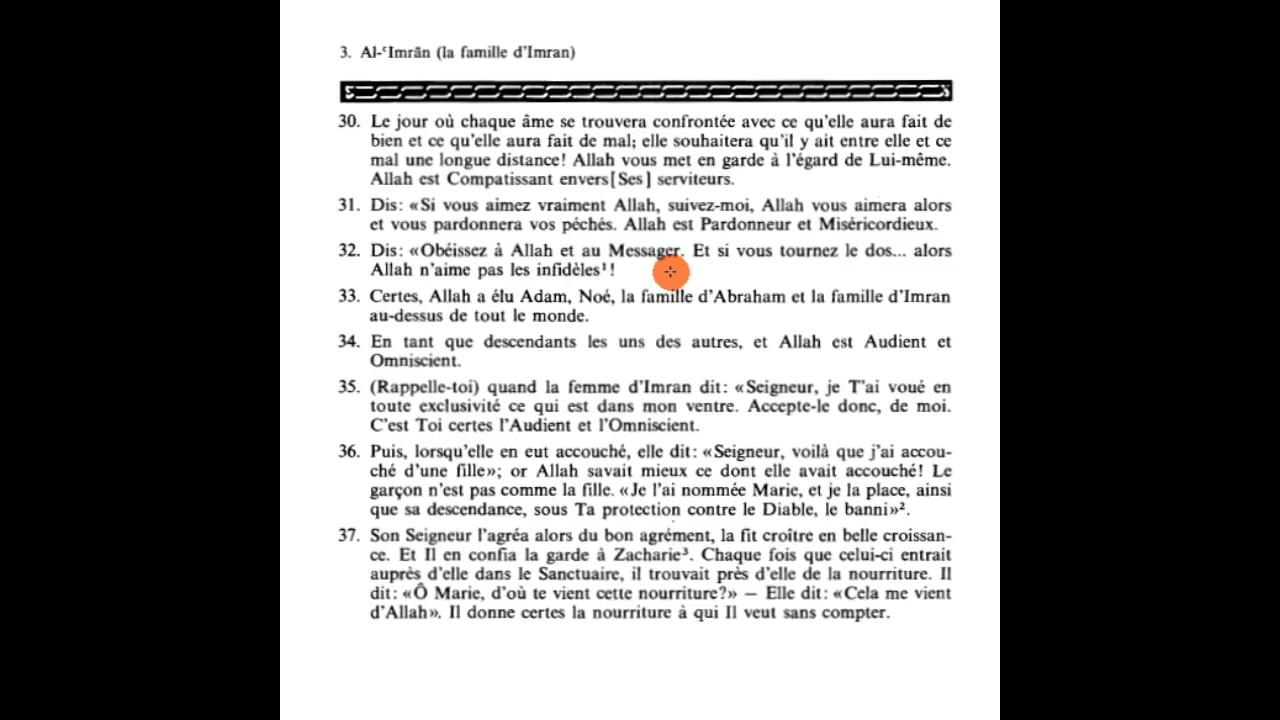 3. Al-ʿImrān (la famille d'Imran)
30. Le jour où chaque âme se trouvera confrontée avec ce qu'elle aura fait de
bien et ce qu'elle aura fait de mal; elle souhaitera qu'il y ait entre elle et ce
mal une longue distance! Allah vous met en garde à l'égard de Lui-même.
Allah est Compatissant envers[Ses] serviteurs.
31. Dis: «Si vous aimez vraiment Allah, suivez-moi, Allah vous aimera alors
et vous pardonnera vos péchés. Allah est Pardonneur et Miséricordieux.
32. Dis: «Obéissez à Allah et au Messager. Et si vous tournez le dos... alors
Allah n'aime pas les infidèles¹!
33. Certes, Allah a élu Adam, Noé, la famille d'Abraham et la famille d'Imran
au-dessus de tout le monde.
34. En tant que descendants les uns des autres, et Allah est Audient et
Omniscient.
35. (Rappelle-toi) quand la femme d'Imran dit: «Seigneur, je T'ai voué en
toute exclusivité ce qui est dans mon ventre. Accepte-le donc, de moi.
C'est Toi certes l'Audient et l'Omniscient.
36. Puis, lorsqu'elle en eut accouché, elle dit: «Seigneur, voilà que j'ai accou-
ché d'une fille»; or Allah savait mieux ce dont elle avait accouché! Le
garçon n'est pas comme la fille. «Je l'ai nommée Marie, et je la place, ainsi
que sa descendance, sous Ta protection contre le Diable, le banni»².
37. Son Seigneur l'agréa alors du bon agrément, la fit croître en belle croissan-
ce. Et Il en confia la garde à Zacharie³. Chaque fois que celui-ci entrait
auprès d'elle dans le Sanctuaire, il trouvait près d'elle de la nourriture. Il
dit: «Ô Marie, d'où te vient cette nourriture?» — Elle dit: «Cela me vient
d'Allah». Il donne certes la nourriture à qui Il veut sans compter.